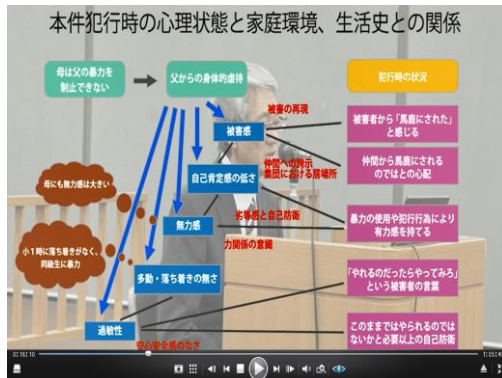 本件犯行時の心理状態と家庭環境、生活史との関係
母は父の暴力を
制止できない
父からの身体的虐待
犯行時の状況
被害の再現
被害感
被害者から「馬鹿にされた」
と感じる
仲間への誇示
集団における居場所
自己肯定感の低さ
仲間から馬鹿にされる
のではとの心配
母にも無力感は大きい
劣等感と自己防衛
無力感
暴力の使用や犯行行為により
有力感を持てる
力関係の意識
小1時に落ち着きがなく、
同級生に暴力
多動・落ち着きの無さ
「やれるのだったらやってみろ」
という被害者の言葉
過敏性
安心安全感のなさ
このままではやられるのでは
ないかと必要以上の自己防衛
0:16:10